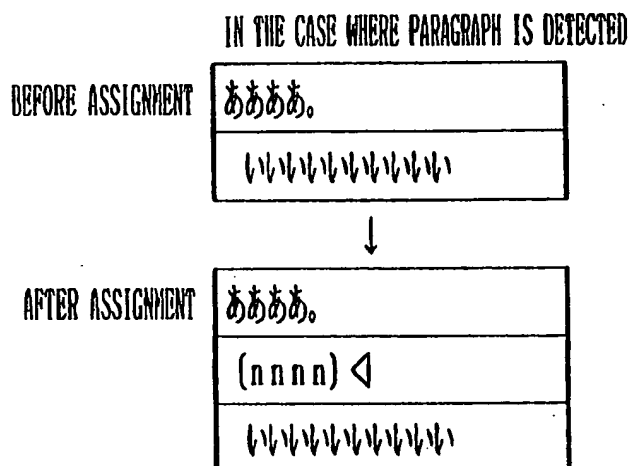 IN THE CASE WHERE PARAGRAPH IS DETECTED
BEFORE ASSIGNMENT
ああああ。
いいいいいいいいいい
↓
AFTER ASSIGNMENT
ああああ。
(nnnn) ◁
いいいいいいいいいい